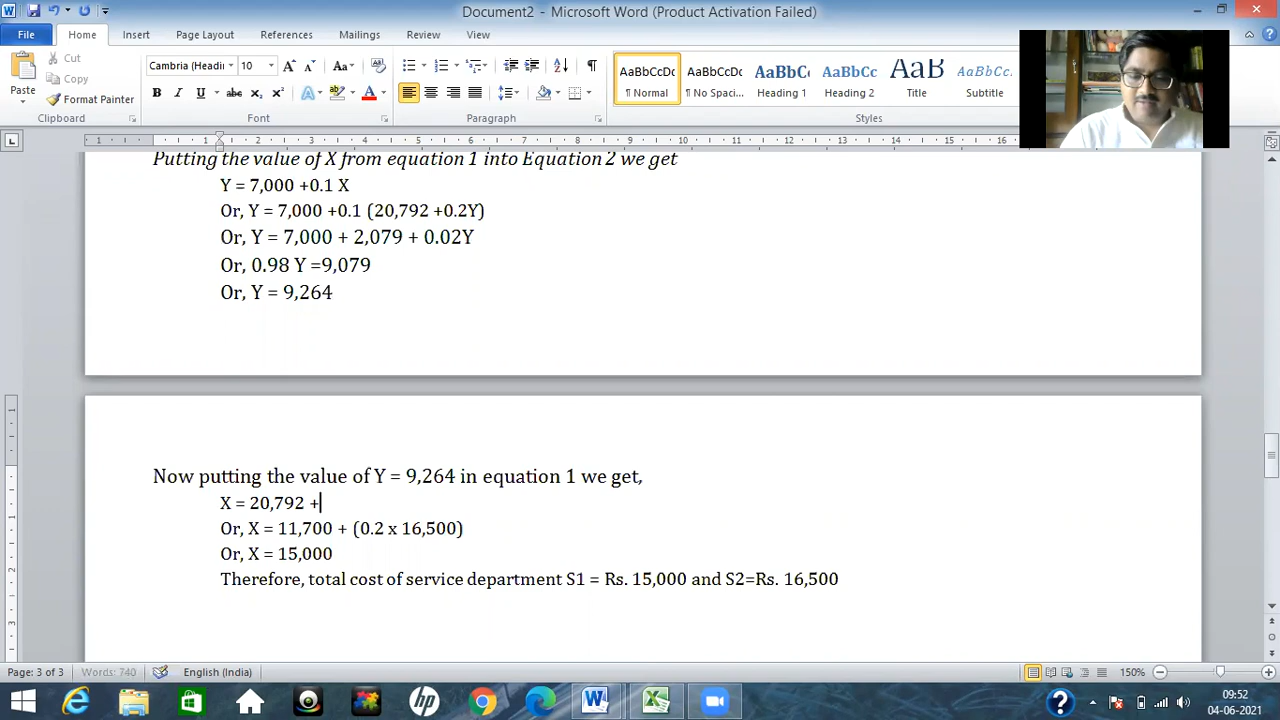 Document2 - Microsoft Word (Product Activation Failed)
File Home Insert Page Layout References Mailings Review View
Cut
Copy
Format Painter
Paste
Clipboard
Cambria (Headin 10
Font
Paragraph
AaBbCcDc AaBbCcDc AaBbCc AaBbCc AaB AaBbCcDc
¶ Normal ¶ No Spaci... Heading 1 Heading 2 Title Subtitle
Styles
Putting the value of X from equation 1 into Equation 2 we get
Y = 7,000 +0.1 X
Or, Y = 7,000 +0.1 (20,792 +0.2Y)
Or, Y = 7,000 + 2,079 + 0.02Y
Or, 0.98 Y =9,079
Or, Y = 9,264
Now putting the value of Y = 9,264 in equation 1 we get,
X = 20,792 +
Or, X = 11,700 + (0.2 x 16,500)
Or, X = 15,000
Therefore, total cost of service department S1 = Rs. 15,000 and S2=Rs. 16,500
Page: 3 of 3 Words: 740 English (India) 150%
09:52
04-06-2021